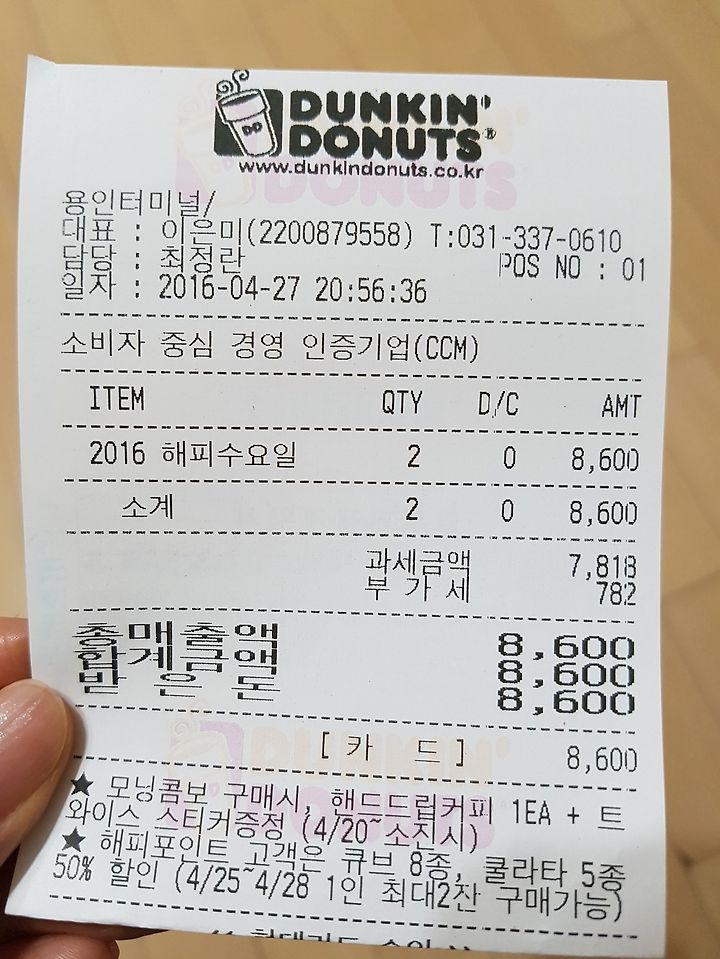 DUNKIN'
DONUTS®
www.dunkindonuts.co.kr
용인터미널/
대표 : 이은미(2200879558) T:031-337-0610
담당 : 최정란 POS NO : 01
일자 : 2016-04-27 20:56:36
소비자 중심 경영 인증기업(CCM)
ITEM QTY D/C AMT
2016 해피수요일 2 0 8,600
소계 2 0 8,600
과세금액 7,818
부 가 세 782
총매출액 8,600
합계금액 8,600
받 은 돈 8,600
[ 카 드 ] 8,600
★ 모닝콤보 구매시, 핸드드립커피 1EA + 트
와이스 스티커증정 (4/20~소진시)
★ 해피포인트 고객은 큐브 8종, 쿨라타 5종
50% 할인 (4/25~4/28 1인 최대2잔 구매가능)